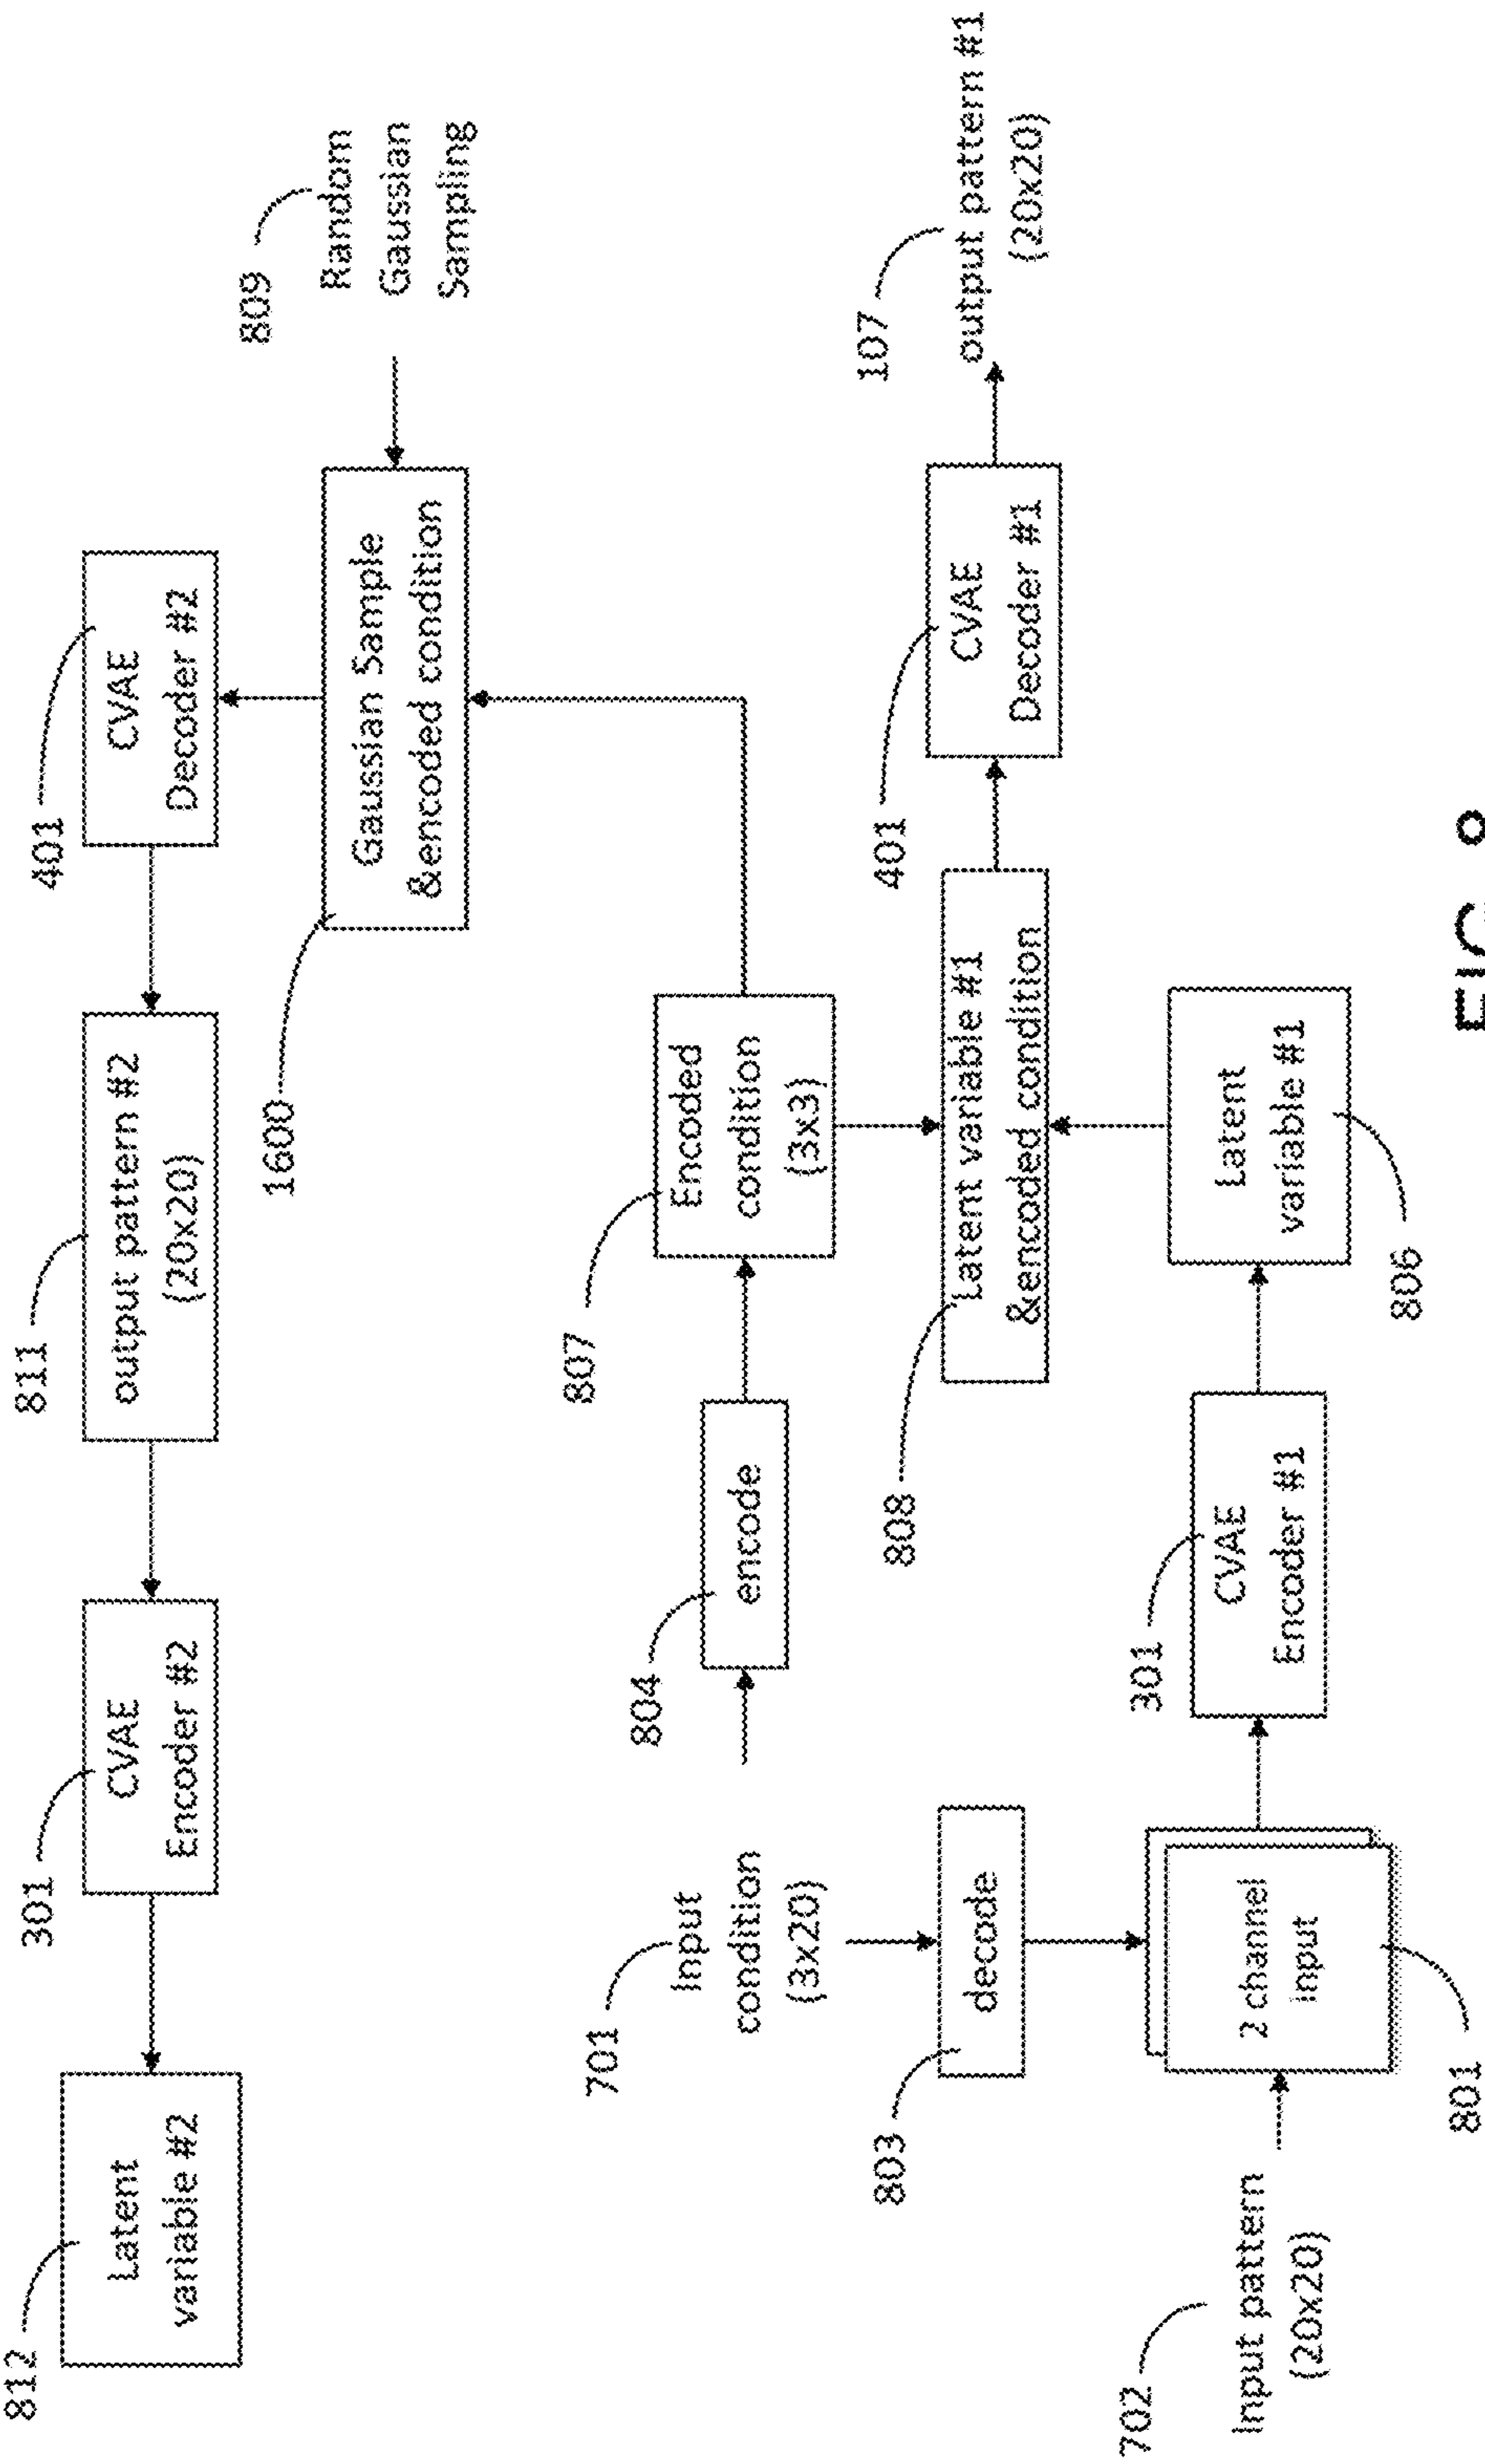 812
Latent
variable #2
301
CVAE
Encoder #2
811
output pattern #2
(20x20)
401
CVAE
Decoder #2
1600
Gaussian Sample
&encoded condition
809
Random
Gaussian
Sampling
701
Input
condition
(3x20)
804
encode
807
Encoded
condition
(3x3)
803
decode
808
Latent variable #1
&encoded condition
401
CVAE
Decoder #1
107
output pattern #1
(20x20)
702
Input pattern
(20x20)
801
2 channel
input
301
CVAE
Encoder #1
806
Latent
variable #1
FIG. 8